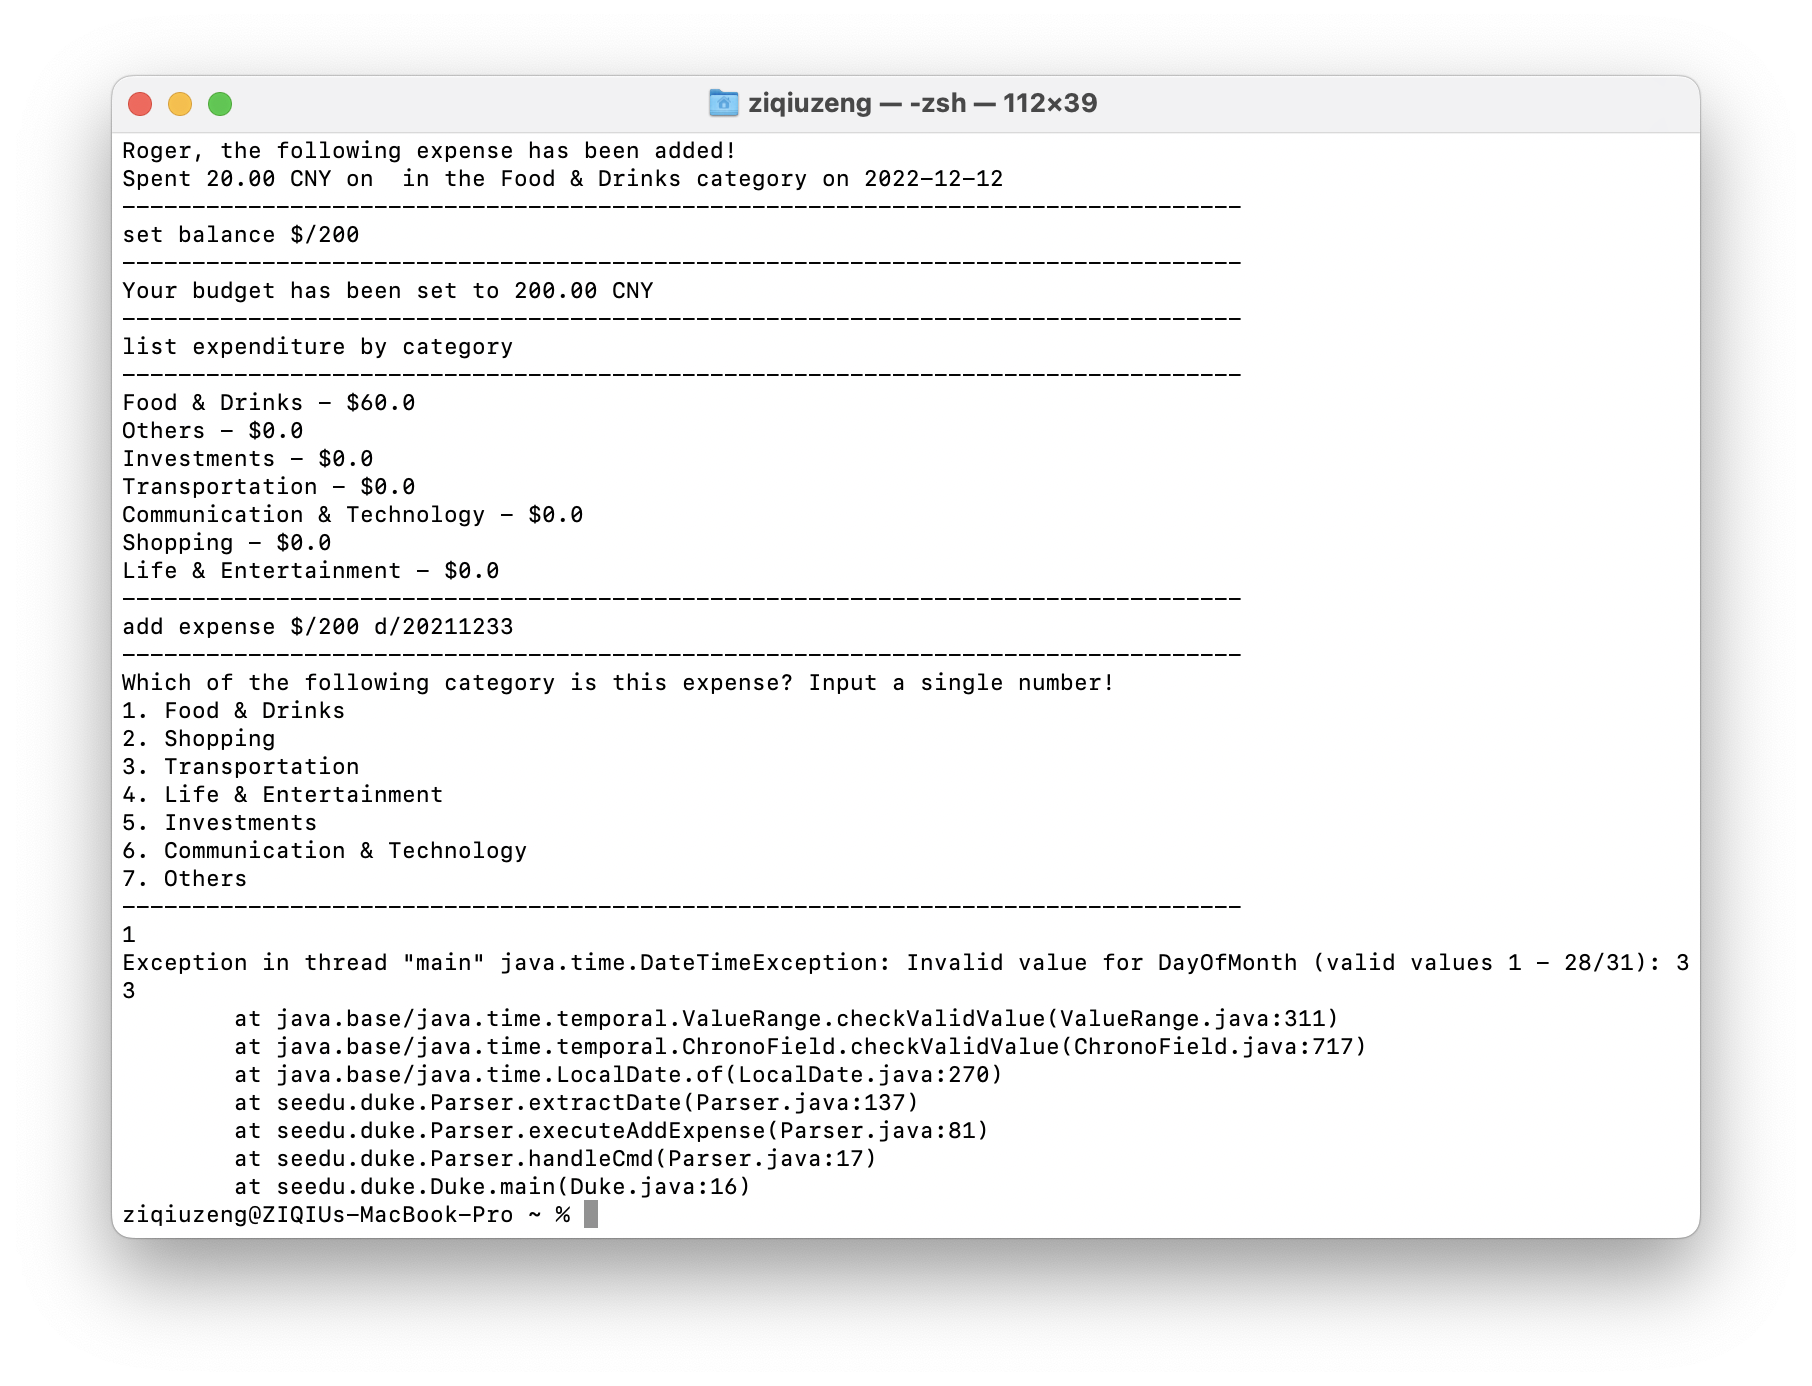 ziqiuzeng — -zsh — 112×39
Roger, the following expense has been added!
Spent 20.00 CNY on  in the Food & Drinks category on 2022-12-12
--------------------------------------------------------------------------------
set balance $/200
--------------------------------------------------------------------------------
Your budget has been set to 200.00 CNY
--------------------------------------------------------------------------------
list expenditure by category
--------------------------------------------------------------------------------
Food & Drinks - $60.0
Others - $0.0
Investments - $0.0
Transportation - $0.0
Communication & Technology - $0.0
Shopping - $0.0
Life & Entertainment - $0.0
--------------------------------------------------------------------------------
add expense $/200 d/20211233
--------------------------------------------------------------------------------
Which of the following category is this expense? Input a single number!
1. Food & Drinks
2. Shopping
3. Transportation
4. Life & Entertainment
5. Investments
6. Communication & Technology
7. Others
--------------------------------------------------------------------------------
1
Exception in thread "main" java.time.DateTimeException: Invalid value for DayOfMonth (valid values 1 - 28/31): 3
3
        at java.base/java.time.temporal.ValueRange.checkValidValue(ValueRange.java:311)
        at java.base/java.time.temporal.ChronoField.checkValidValue(ChronoField.java:717)
        at java.base/java.time.LocalDate.of(LocalDate.java:270)
        at seedu.duke.Parser.extractDate(Parser.java:137)
        at seedu.duke.Parser.executeAddExpense(Parser.java:81)
        at seedu.duke.Parser.handleCmd(Parser.java:17)
        at seedu.duke.Duke.main(Duke.java:16)
ziqiuzeng@ZIQIUs-MacBook-Pro ~ %